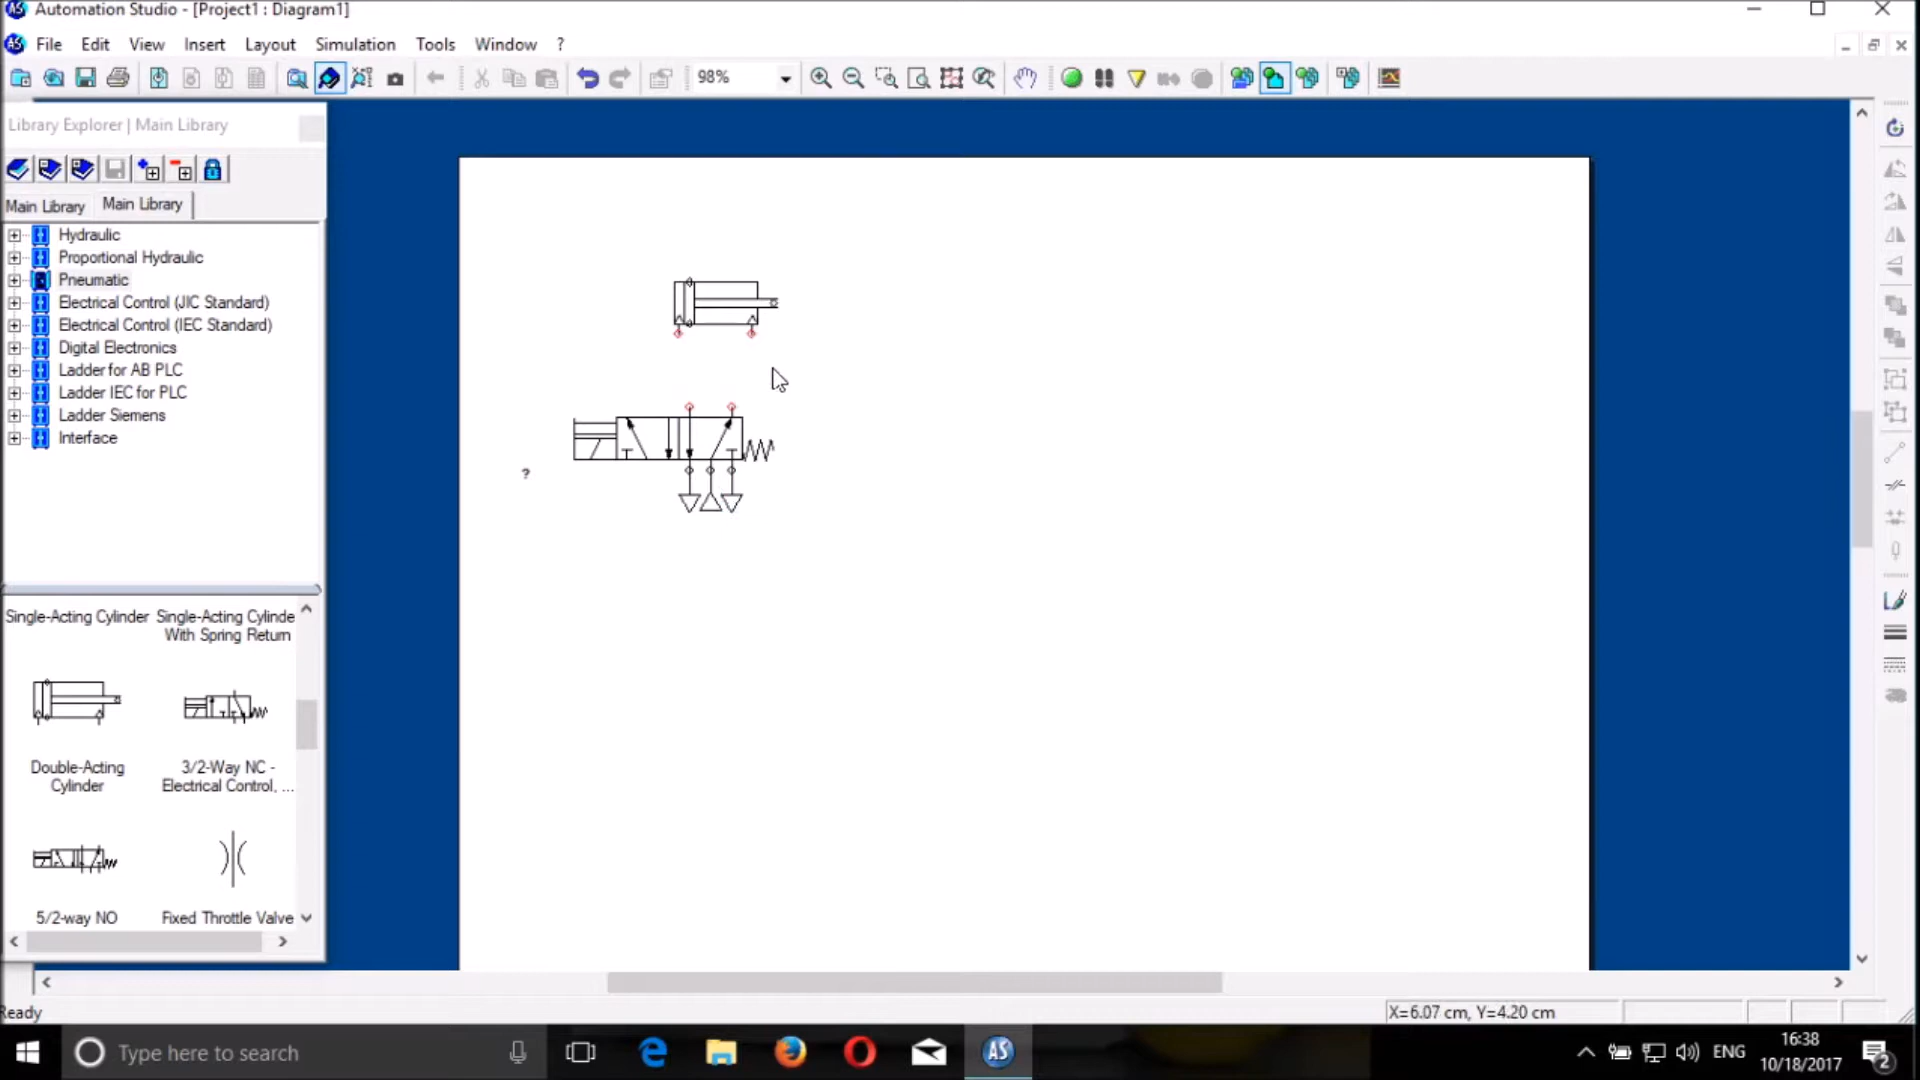 Automation Studio - [Project1 : Diagram1]
File Edit View Insert Layout Simulation Tools Window ?
98%
Library Explorer | Main Library
Main Library Main Library
Hydraulic
Proportional Hydraulic
Pneumatic
Electrical Control (JIC Standard)
Electrical Control (IEC Standard)
Digital Electronics
Ladder for AB PLC
Ladder IEC for PLC
Ladder Siemens
Interface
?
Single-Acting Cylinder Single-Acting Cylinde
With Spring Return
Double-Acting 3/2-Way NC -
Cylinder Electrical Control, ...
5/2-way NO Fixed Throttle Valve
Ready X=6.07 cm, Y=4.20 cm
Type here to search AS ENG 16:38
10/18/2017 2